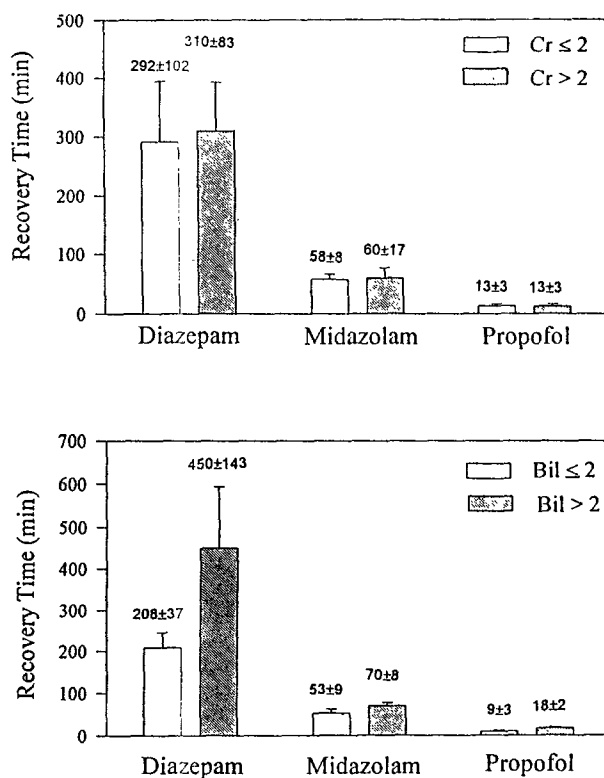 500
400
300
200
100
0
Recovery Time (min)
292±102
310±83
58±8
60±17
13±3
13±3
Cr ≤ 2
Cr > 2
Diazepam
Midazolam
Propofol
700
600
500
400
300
200
100
0
Recovery Time (min)
208±37
450±143
53±9
70±8
9±3
18±2
Bil ≤ 2
Bil > 2
Diazepam
Midazolam
Propofol